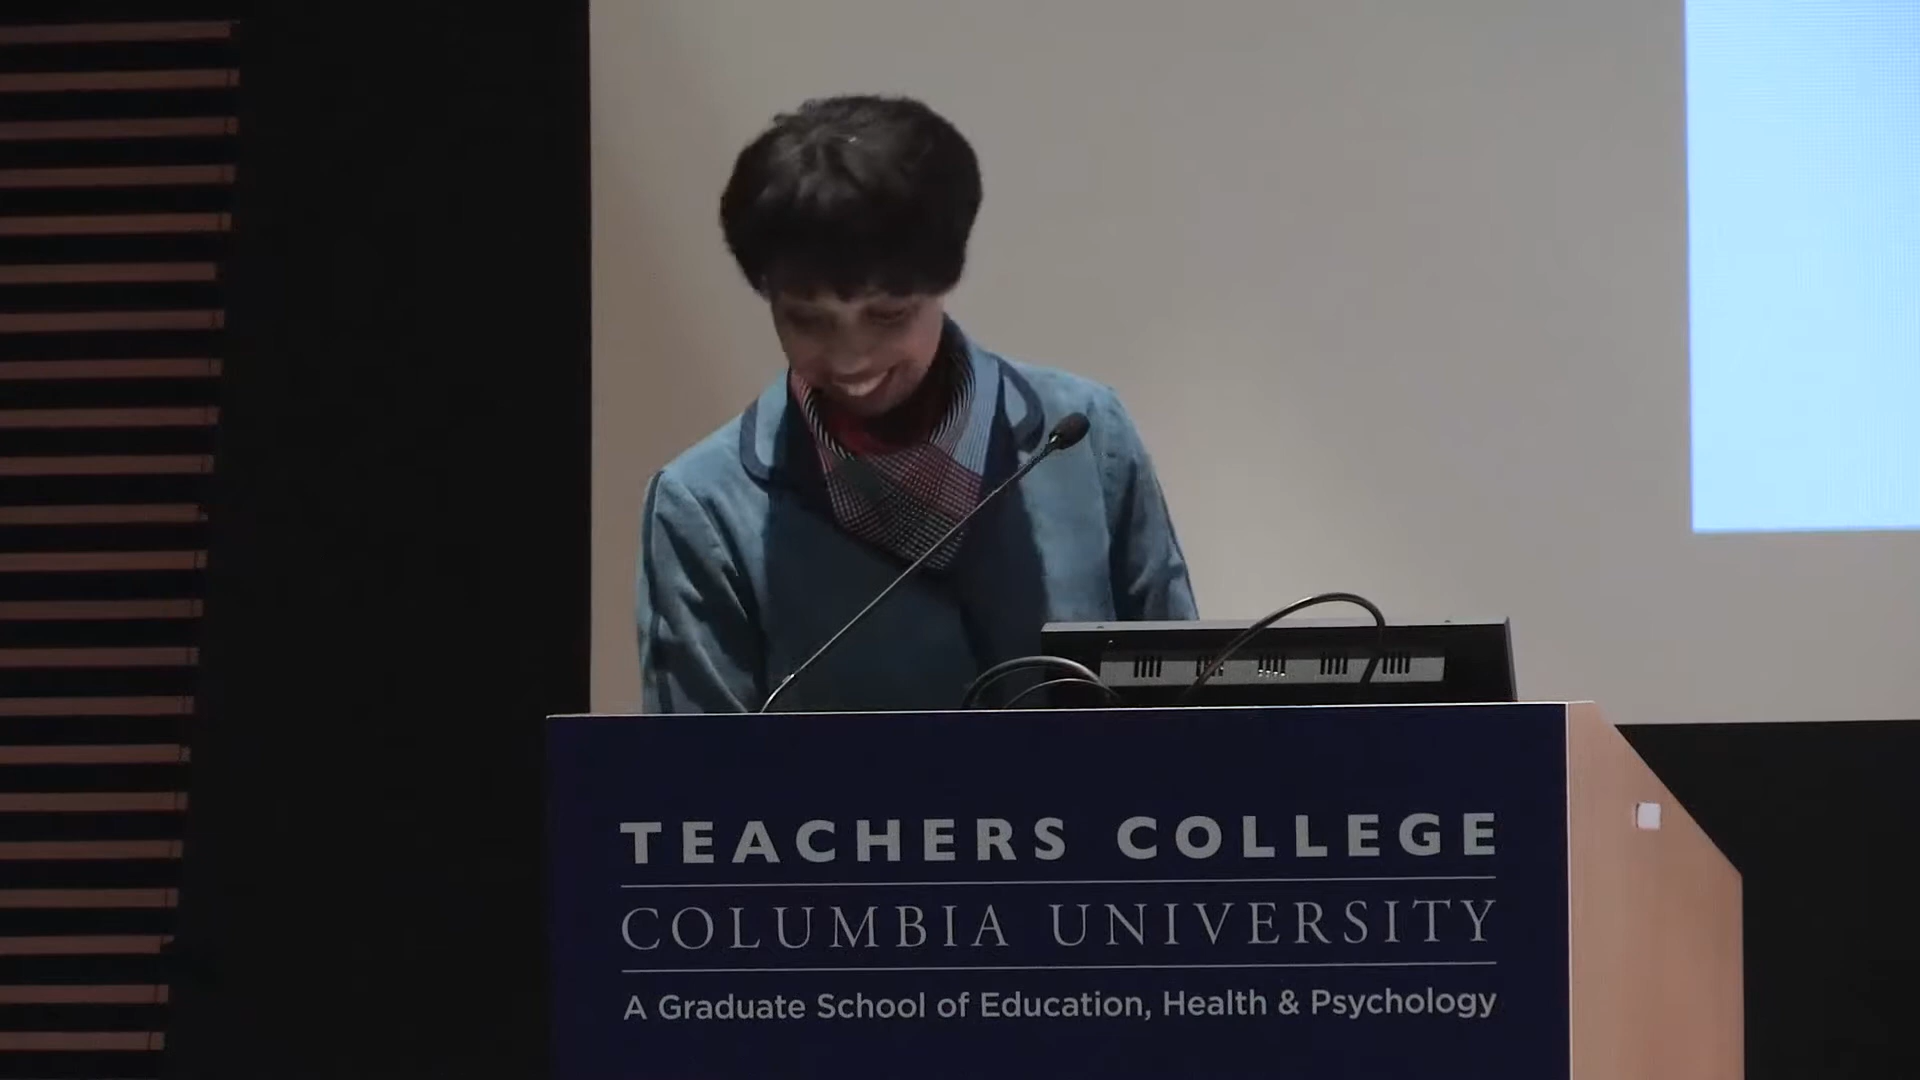 TEACHERS COLLEGE
COLUMBIA UNIVERSITY
A Graduate School of Education, Health & Psychology